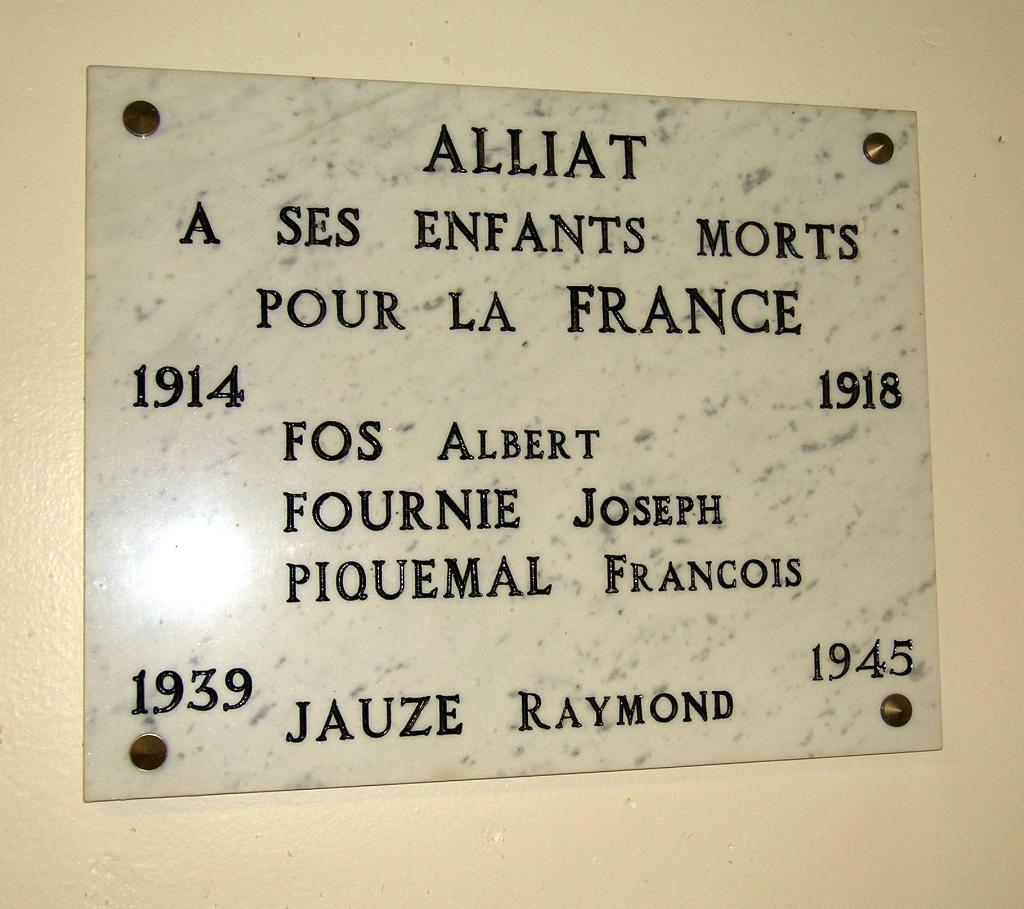 ALLIAT
A SES ENFANTS MORTS
POUR LA FRANCE
1914 1918
FOS ALBERT
FOURNIE JOSEPH
PIQUEMAL FRANCOIS
1939 1945
JAUZE RAYMOND